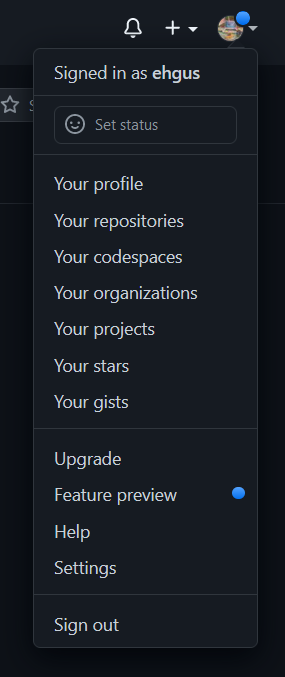 Signed in as ehgus
Set status
Your profile
Your repositories
Your codespaces
Your organizations
Your projects
Your stars
Your gists
Upgrade
Feature preview
Help
Settings
Sign out